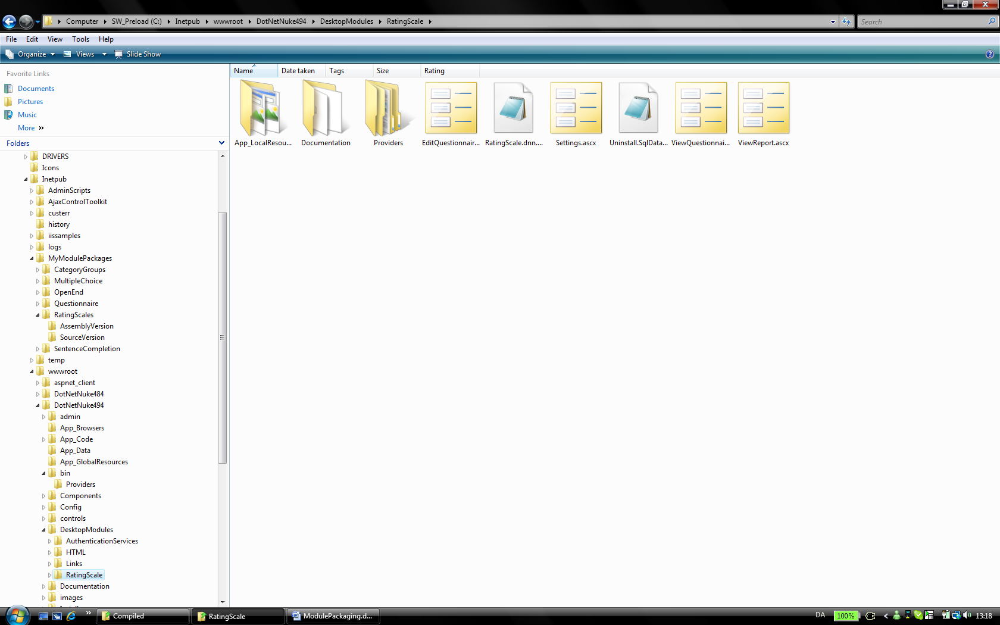 Computer SW_Preload (C:) Inetpub wwwroot DotNetNuke494 DesktopModules RatingScale
Search
File Edit View Tools Help
Organize Views Slide Show
Favorite Links
Documents
Pictures
Music
More »
Folders
DRIVERS
Icons
Inetpub
AdminScripts
AjaxControlToolkit
custerr
history
iissamples
logs
MyModulePackages
CategoryGroups
MultipleChoice
OpenEnd
Questionnaire
RatingScales
AssemblyVersion
SourceVersion
SentenceCompletion
temp
wwwroot
aspnet_client
DotNetNuke484
DotNetNuke494
admin
App_Browsers
App_Code
App_Data
App_GlobalResources
bin
Providers
Components
Config
controls
DesktopModules
AuthenticationServices
HTML
Links
RatingScale
Documentation
images
Name Date taken Tags Size Rating
App_LocalResou... Documentation Providers EditQuestionnair... RatingScale.dnn.... Settings.ascx Uninstall.SqlData... ViewQuestionnai... ViewReport.ascx
» Compiled RatingScale ModulePackaging.d... DA 100% 13:18